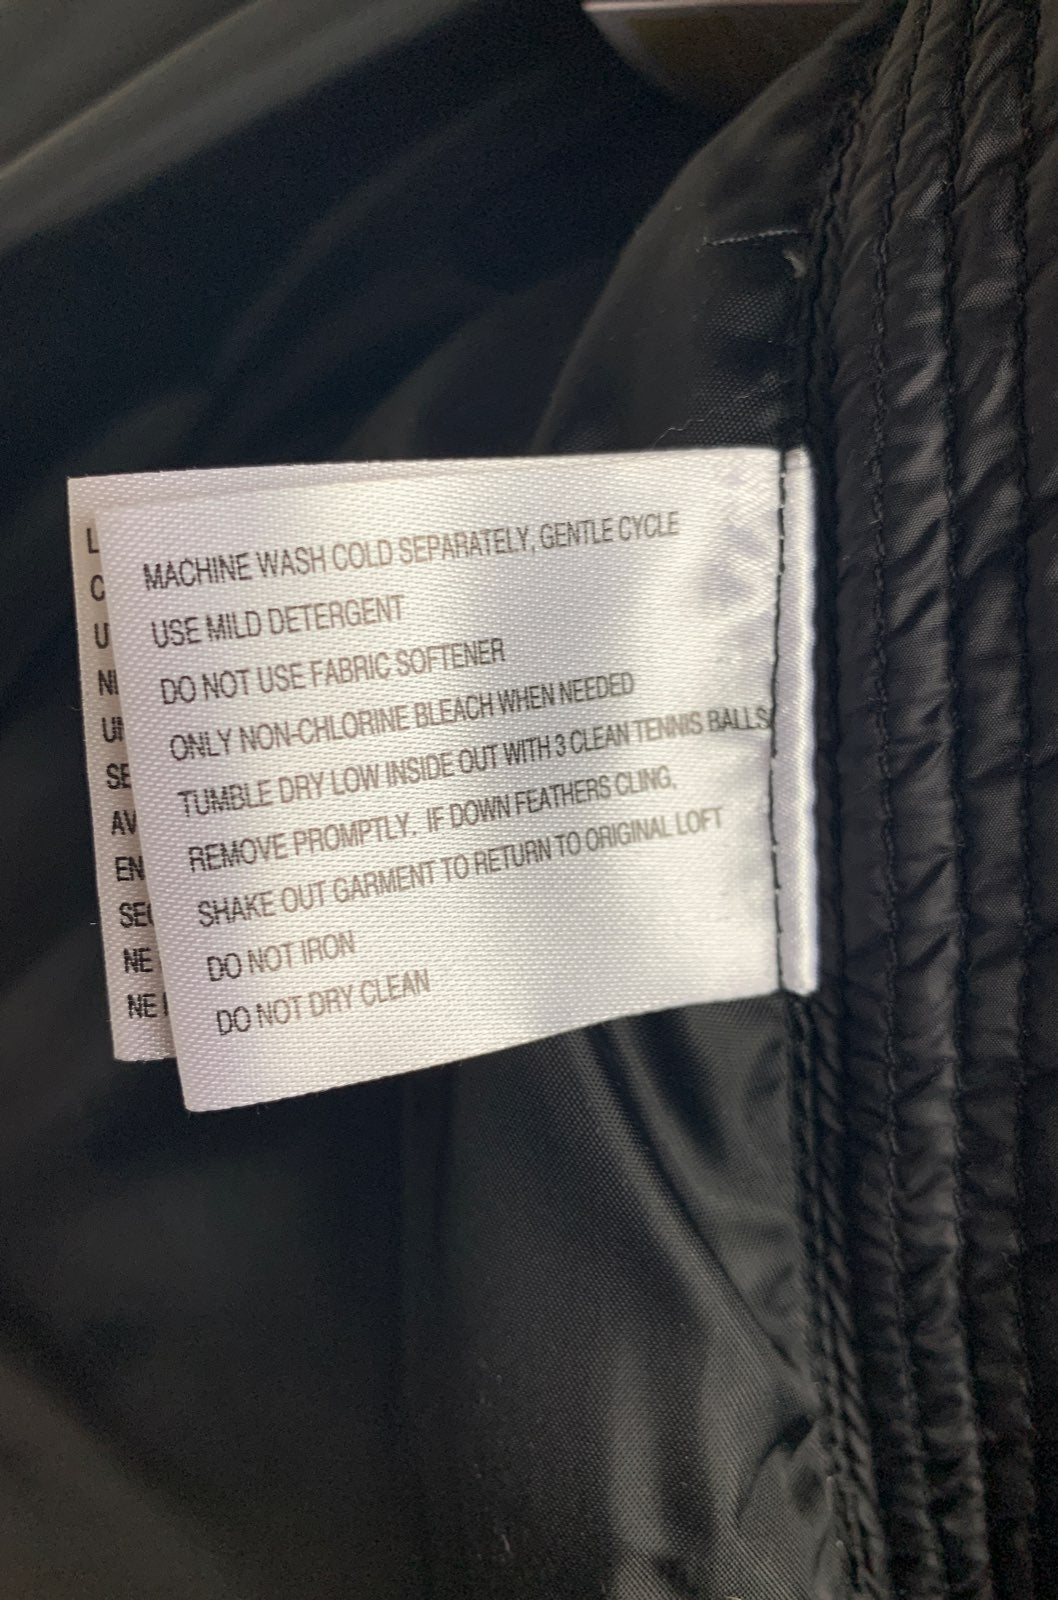 MACHINE WASH COLD SEPARATELY, GENTLE CYCLE
USE MILD DETERGENT
DO NOT USE FABRIC SOFTENER
ONLY NON-CHLORINE BLEACH WHEN NEEDED
TUMBLE DRY LOW INSIDE OUT WITH 3 CLEAN TENNIS BALLS
REMOVE PROMPTLY. IF DOWN FEATHERS CLING,
SHAKE OUT GARMENT TO RETURN TO ORIGINAL LOFT
DO NOT IRON
DO NOT DRY CLEAN